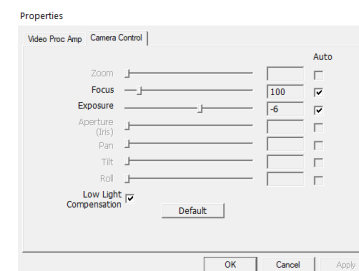 Properties
Video Proc Amp Camera Control
Auto
Zoom
Focus 100
Exposure -6
Aperture
(Iris)
Pan
Tilt
Roll
Low Light
Compensation
Default
OK Cancel Apply